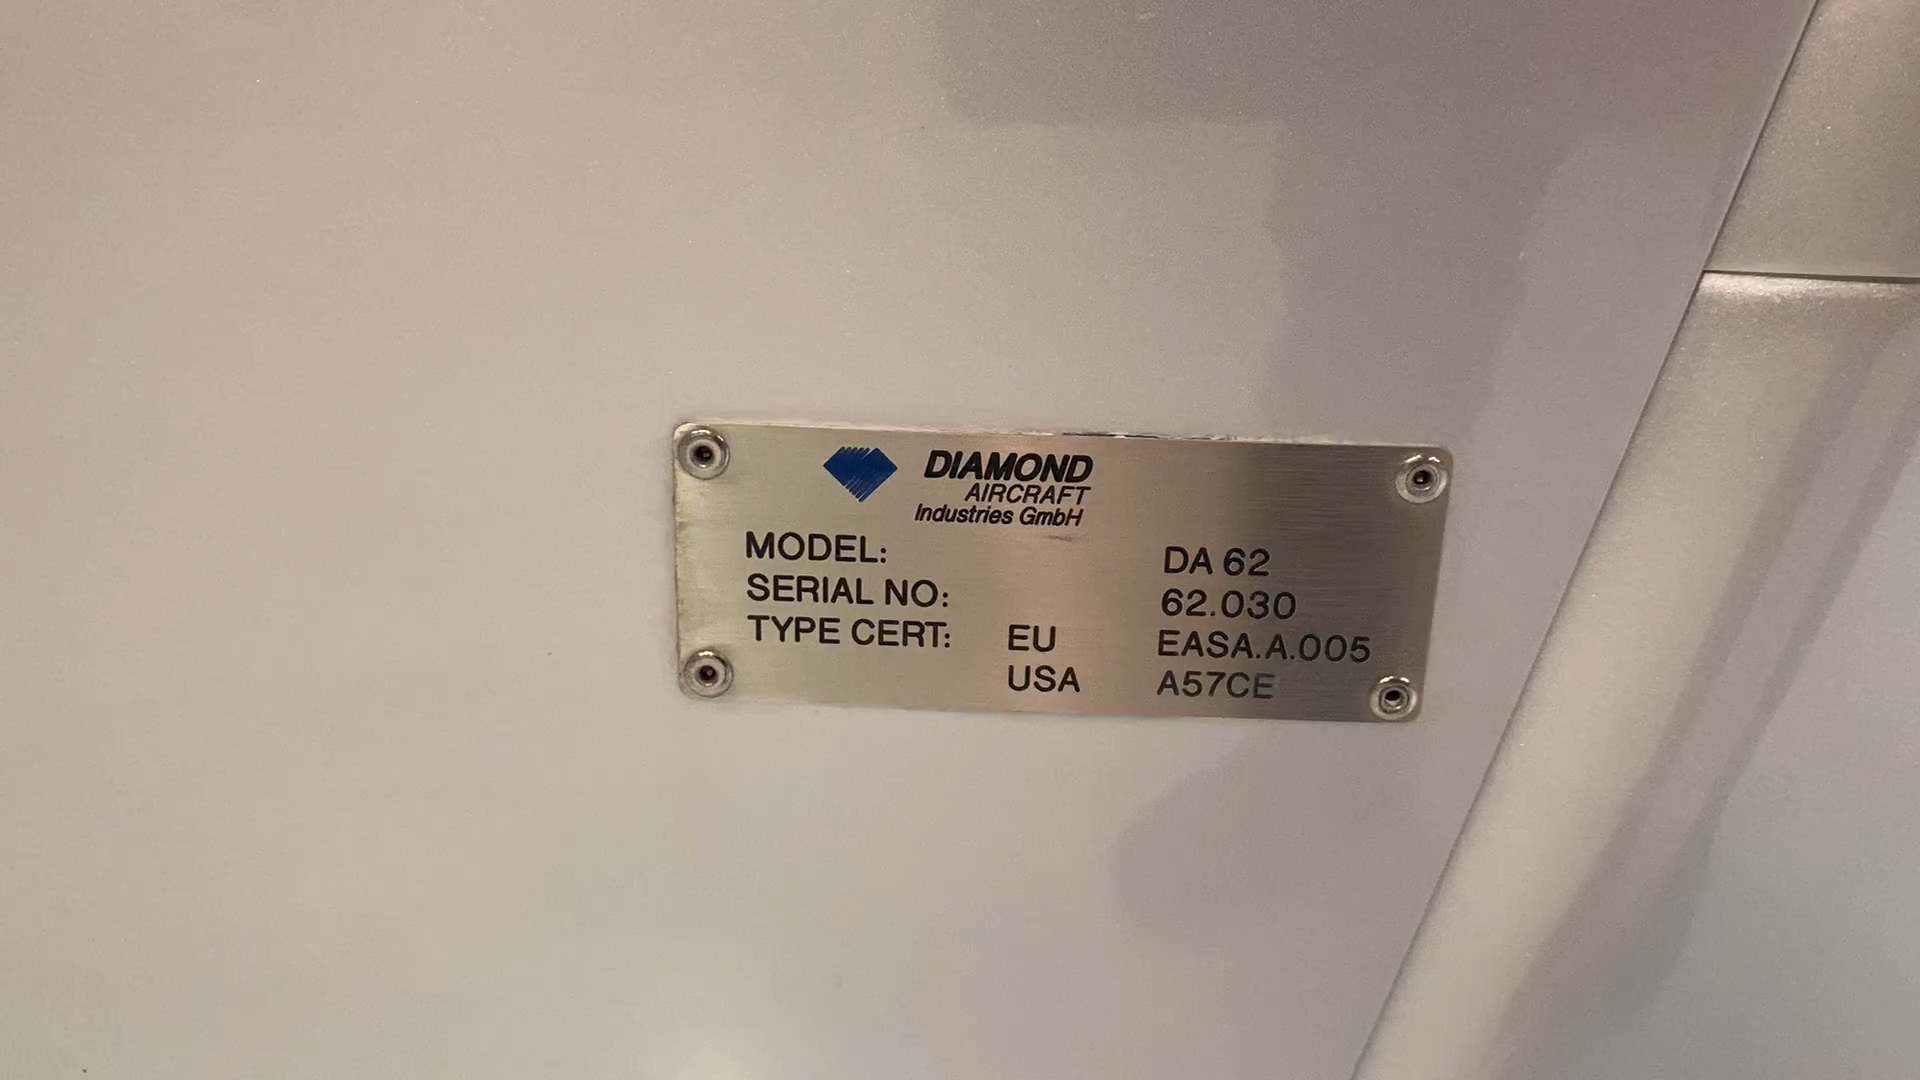 DIAMOND
AIRCRAFT
Industries GmbH
MODEL: DA 62
SERIAL NO: 62.030
TYPE CERT: EU EASA.A.005
USA A57CE